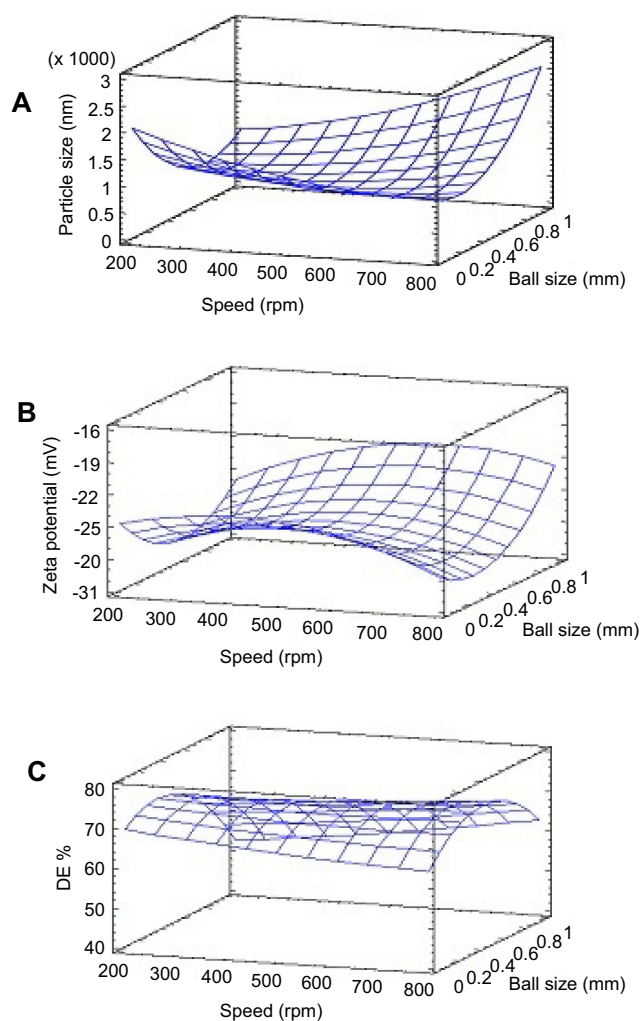 A
(x 1000)
Particle size (nm)
3
2.5
2
1.5
1
0.5
0
200 300 400 500 600 700 800
Speed (rpm)
0 0.2 0.4 0.6 0.8 1
Ball size (mm)
B
Zeta potential (mV)
-16
-19
-22
-25
-20
-31
200 300 400 500 600 700 800
Speed (rpm)
0 0.2 0.4 0.6 0.8 1
Ball size (mm)
C
DE %
80
70
60
50
40
200 300 400 500 600 700 800
Speed (rpm)
0 0.2 0.4 0.6 0.8 1
Ball size (mm)